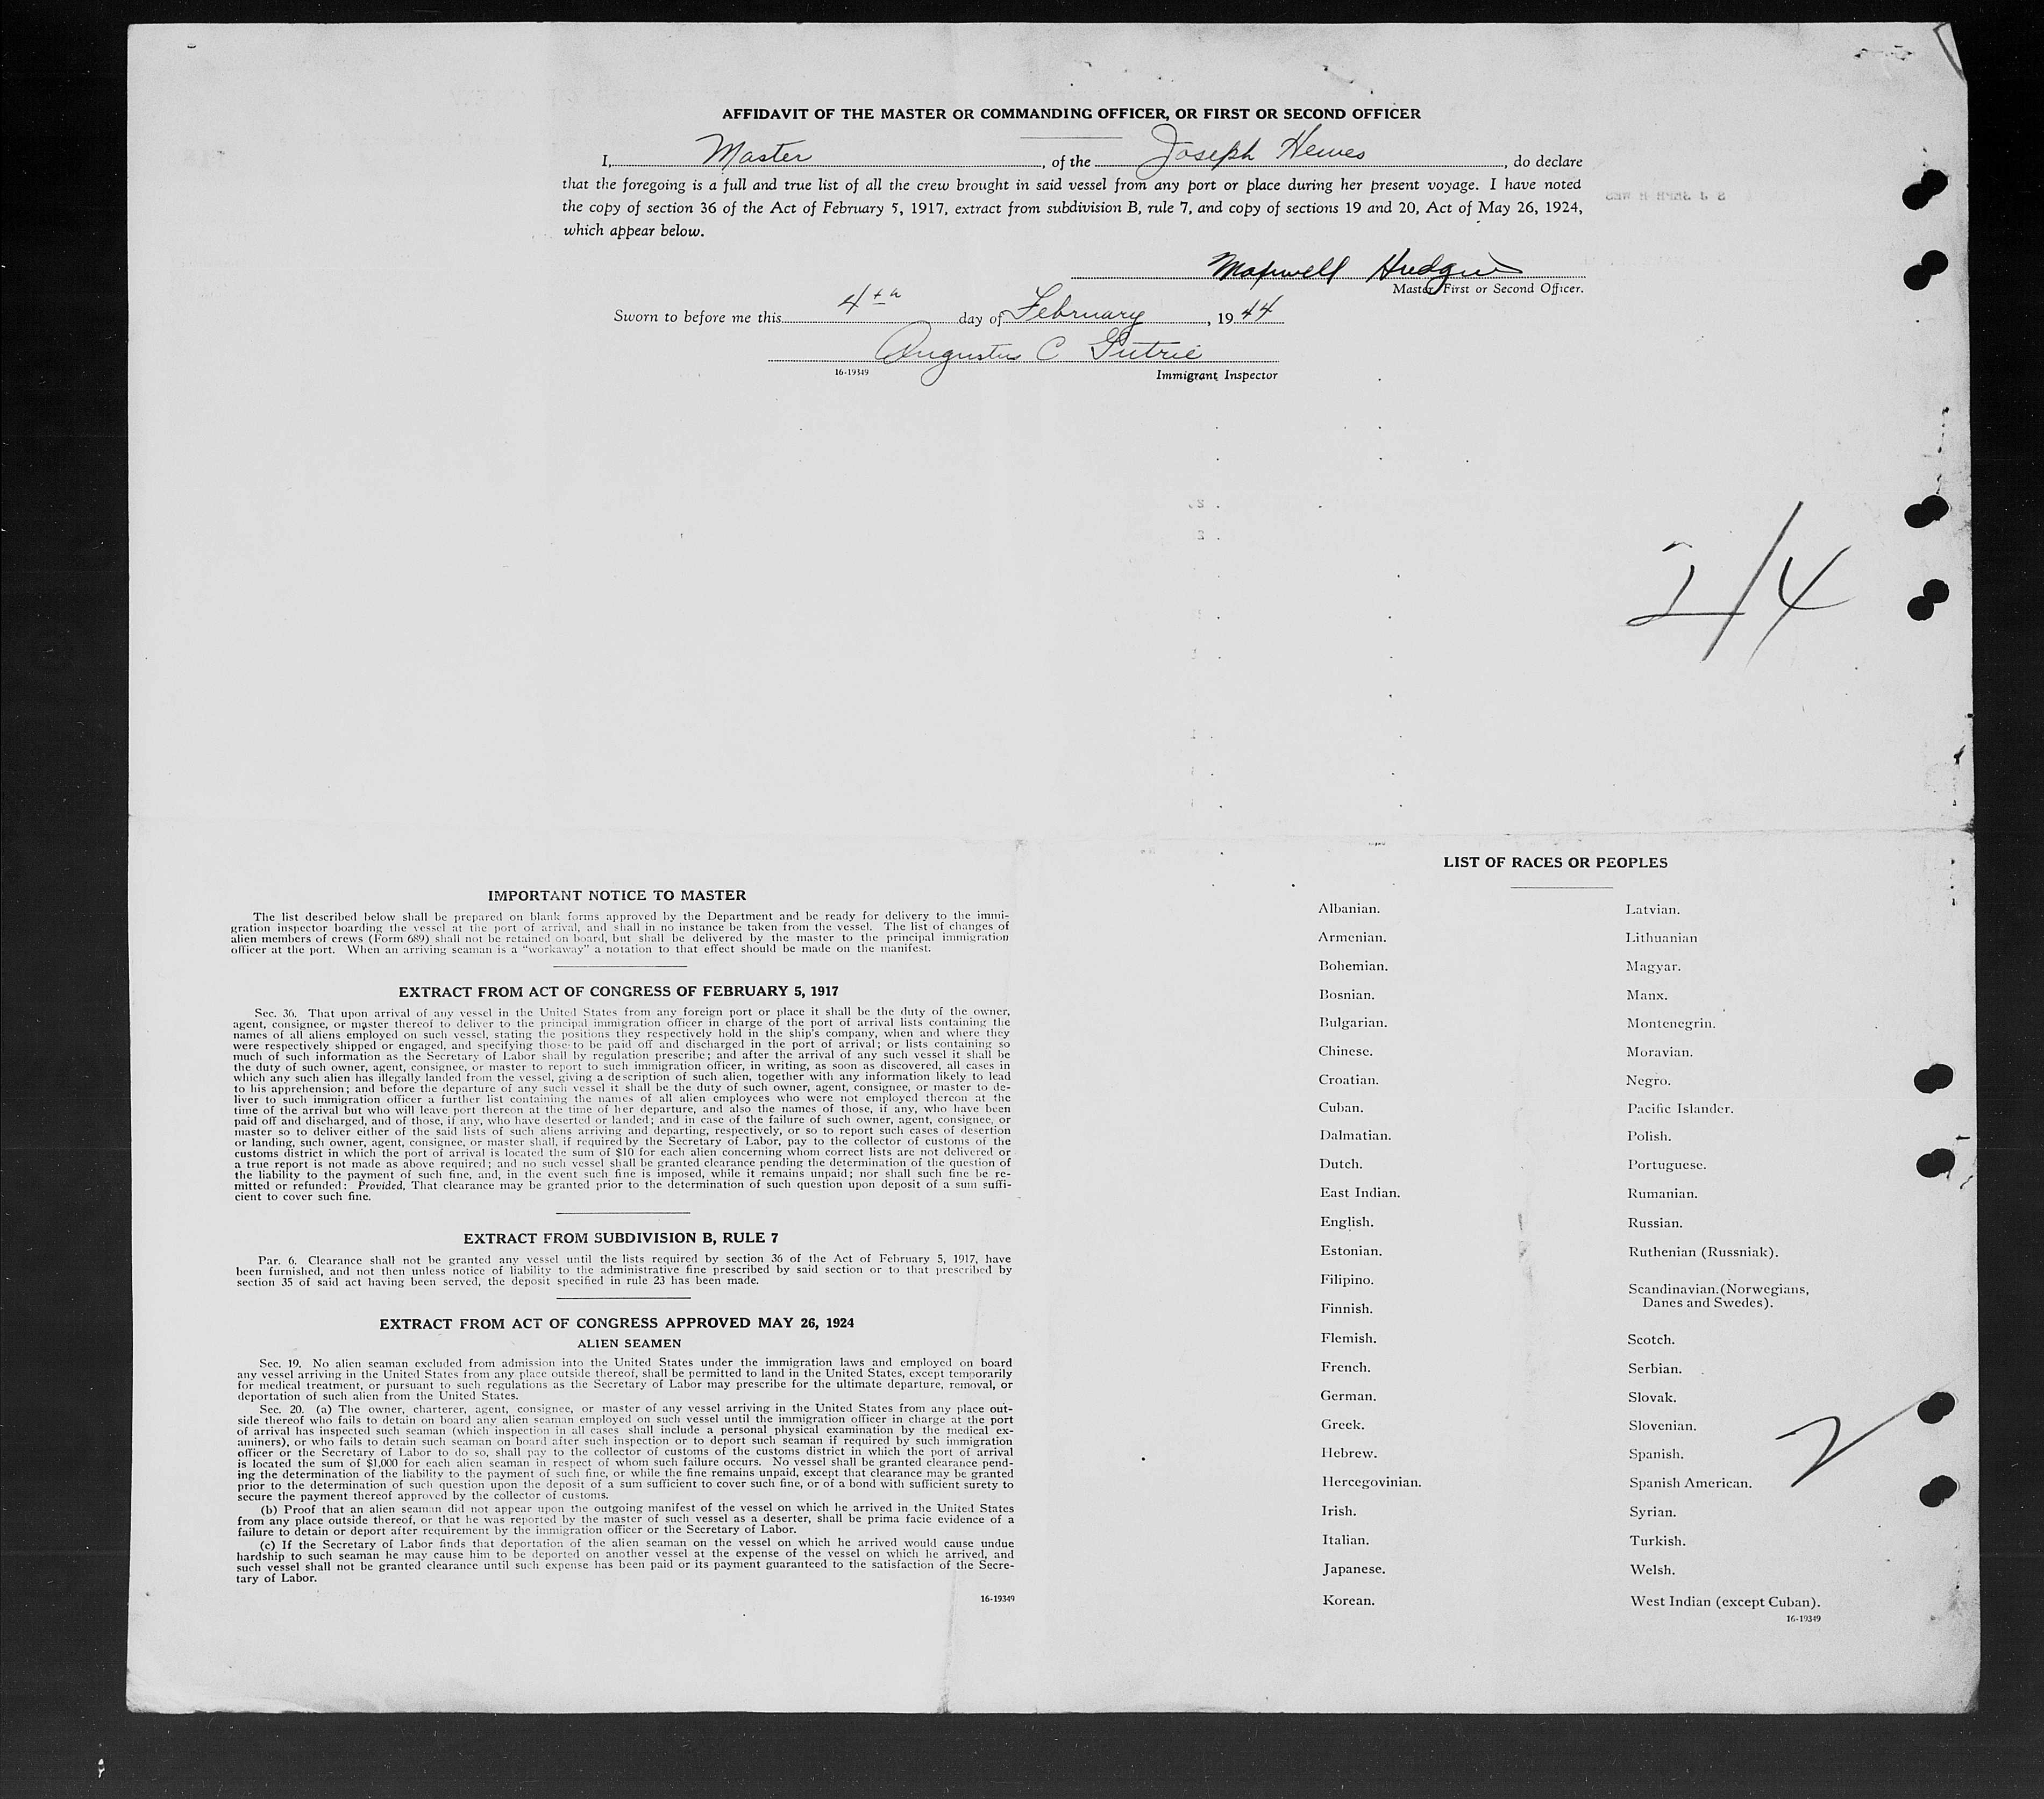 AFFIDAVIT OF THE MASTER OR COMMANDING OFFICER, OR FIRST OR SECOND OFFICER
I, Master, of the Joseph Hewes, do declare
that the foregoing is a full and true list of all the crew brought in said vessel from any port or place during her present voyage. I have noted
the copy of section 36 of the Act of February 5, 1917, extract from subdivision B, rule 7, and copy of sections 19 and 20, Act of May 26, 1924,
which appear below.
Maxwell Hudgins
Master, First or Second Officer.
Sworn to before me this 4th day of February, 1944
Augustus C
16-19349 Immigrant Inspector
2/4
IMPORTANT NOTICE TO MASTER
The list described below shall be prepared on blank forms approved by the Department and be ready for delivery to the immi-
gration inspector boarding the vessel at the port of arrival, and shall in no instance be taken from the vessel. The list of changes of
alien members of crews (Form 689) shall not be retained on board, but shall be delivered by the master to the principal immigration
officer at the port. When an arriving seaman is a "workaway" a notation to that effect should be made on the manifest.
EXTRACT FROM ACT OF CONGRESS OF FEBRUARY 5, 1917
Sec. 36. That upon arrival of any vessel in the United States from any foreign port or place it shall be the duty of the owner,
agent, consignee, or master thereof to deliver to the principal immigration officer in charge of the port of arrival lists containing the
names of all aliens employed on such vessel, stating the positions they respectively hold in the ship's company, when and where they
were respectively shipped or engaged, and specifying those to be paid off and discharged in the port of arrival; or lists containing so
much of such information as the Secretary of Labor shall by regulation prescribe; and after the arrival of any such vessel it shall be
the duty of such owner, agent, consignee, or master to report to such immigration officer, in writing, as soon as discovered, all cases in
which any such alien has illegally landed from the vessel, giving a description of such alien, together with any information likely to lead
to his apprehension; and before the departure of any such vessel it shall be the duty of such owner, agent, consignee, or master to de-
liver to such immigration officer a further list containing the names of all alien employees who were not employed thereon at the
time of the arrival but who will leave port thereon at the time of her departure, and also the names of those, if any, who have been
paid off and discharged, and of those, if any, who have deserted or landed; and in case of the failure of such owner, agent, consignee, or
master so to deliver either of the said lists of such aliens arriving and departing, respectively, or so to report such cases of desertion
or landing, such owner, agent, consignee, or master shall, if required by the Secretary of Labor, pay to the collector of customs of the
customs district in which the port of arrival is located the sum of $10 for each alien concerning whom correct lists are not delivered or
a true report is not made as above required; and no such vessel shall be granted clearance pending the determination of the question of
the liability to the payment of such fine, and, in the event such fine is imposed, while it remains unpaid; nor shall such fine be re-
mitted or refunded: Provided, That clearance may be granted prior to the determination of such question upon deposit of a sum suffi-
cient to cover such fine.
EXTRACT FROM SUBDIVISION B, RULE 7
Par. 6. Clearance shall not be granted any vessel until the lists required by section 36 of the Act of February 5, 1917, have
been furnished, and not then unless notice of liability to the administrative fine prescribed by said section or to that prescribed by
section 35 of said act having been served, the deposit specified in rule 23 has been made.
EXTRACT FROM ACT OF CONGRESS APPROVED MAY 26, 1924
ALIEN SEAMEN
Sec. 19. No alien seaman excluded from admission into the United States under the immigration laws and employed on board
any vessel arriving in the United States from any place outside thereof, shall be permitted to land in the United States, except temporarily
for medical treatment, or pursuant to such regulations as the Secretary of Labor may prescribe for the ultimate departure, removal, or
deportation of such alien from the United States.
Sec. 20. (a) The owner, charterer, agent, consignee, or master of any vessel arriving in the United States from any place out-
side thereof who fails to detain on board any alien seaman employed on such vessel until the immigration officer in charge at the port
of arrival has inspected such seaman (which inspection in all cases shall include a personal physical examination by the medical ex-
aminers), or who fails to detain such seaman on board after such inspection or to deport such seaman if required by such immigration
officer or the Secretary of Labor to do so, shall pay to the collector of customs of the customs district in which the port of arrival
is located the sum of $1,000 for each alien seaman in respect of whom such failure occurs. No vessel shall be granted clearance pend-
ing the determination of the liability to the payment of such fine, or while the fine remains unpaid, except that clearance may be granted
prior to the determination of such question upon the deposit of a sum sufficient to cover such fine, or of a bond with sufficient surety to
secure the payment thereof approved by the collector of customs.
(b) Proof that an alien seaman did not appear upon the outgoing manifest of the vessel on which he arrived in the United States
from any place outside thereof, or that he was reported by the master of such vessel as a deserter, shall be prima facie evidence of a
failure to detain or deport after requirement by the immigration officer or the Secretary of Labor.
(c) If the Secretary of Labor finds that deportation of the alien seaman on the vessel on which he arrived would cause undue
hardship to such seaman he may cause him to be deported on another vessel at the expense of the vessel on which he arrived, and
such vessel shall not be granted clearance until such expense has been paid or its payment guaranteed to the satisfaction of the Secre-
tary of Labor.
16-19349
LIST OF RACES OR PEOPLES
Albanian.
Armenian.
Bohemian.
Bosnian.
Bulgarian.
Chinese.
Croatian.
Cuban.
Dalmatian.
Dutch.
East Indian.
English.
Estonian.
Filipino.
Finnish.
Flemish.
French.
German.
Greek.
Hebrew.
Hercegovinian.
Irish.
Italian.
Japanese.
Korean.
Latvian.
Lithuanian
Magyar.
Manx.
Montenegrin.
Moravian.
Negro.
Pacific Islander.
Polish.
Portuguese.
Rumanian.
Russian.
Ruthenian (Russniak).
Scandinavian.(Norwegians,
Danes and Swedes).
Scotch.
Serbian.
Slovak.
Slovenian.
Spanish.
Spanish American.
Syrian.
Turkish.
Welsh.
West Indian (except Cuban).
16-19349
2